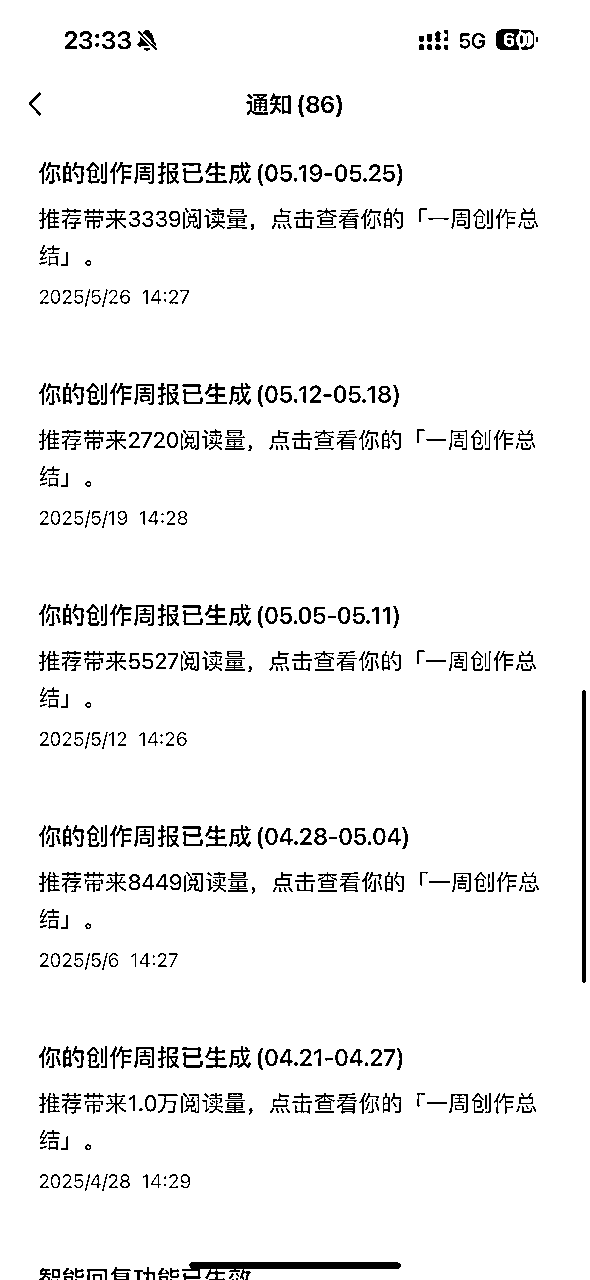 23:33 5G 60
通知 (86)
你的创作周报已生成 (05.19-05.25)
推荐带来3339阅读量，点击查看你的「一周创作总
结」。
2025/5/26 14:27
你的创作周报已生成 (05.12-05.18)
推荐带来2720阅读量，点击查看你的「一周创作总
结」。
2025/5/19 14:28
你的创作周报已生成 (05.05-05.11)
推荐带来5527阅读量，点击查看你的「一周创作总
结」。
2025/5/12 14:26
你的创作周报已生成 (04.28-05.04)
推荐带来8449阅读量，点击查看你的「一周创作总
结」。
2025/5/6 14:27
你的创作周报已生成 (04.21-04.27)
推荐带来1.0万阅读量，点击查看你的「一周创作总
结」。
2025/4/28 14:29
智能回复功能已生效